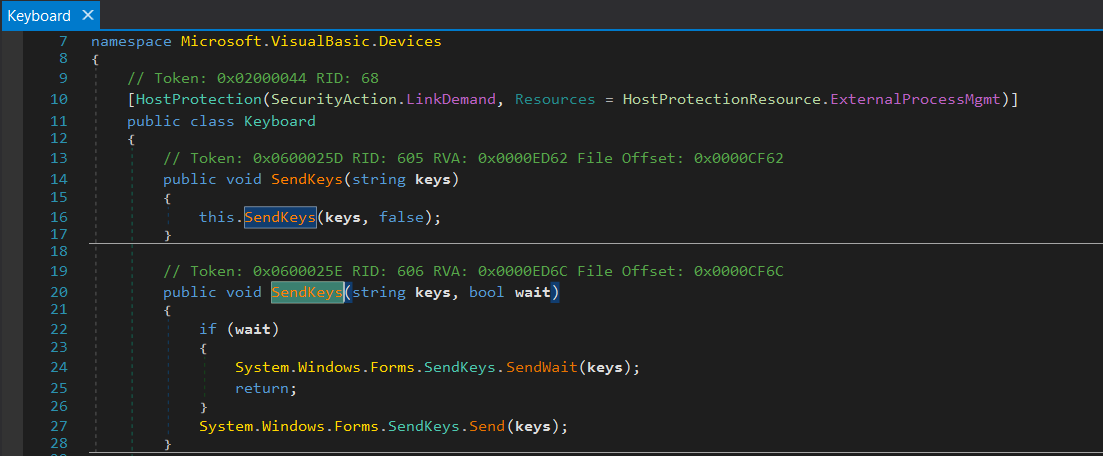 Keyboard ✕
7 namespace Microsoft.VisualBasic.Devices
8 {
9 // Token: 0x02000044 RID: 68
10 [HostProtection(SecurityAction.LinkDemand, Resources = HostProtectionResource.ExternalProcessMgmt)]
11 public class Keyboard
12 {
13 // Token: 0x0600025D RID: 605 RVA: 0x0000ED62 File Offset: 0x0000CF62
14 public void SendKeys(string keys)
15 {
16 this.SendKeys(keys, false);
17 }
18
19 // Token: 0x0600025E RID: 606 RVA: 0x0000ED6C File Offset: 0x0000CF6C
20 public void SendKeys(string keys, bool wait)
21 {
22 if (wait)
23 {
24 System.Windows.Forms.SendKeys.SendWait(keys);
25 return;
26 }
27 System.Windows.Forms.SendKeys.Send(keys);
28 }